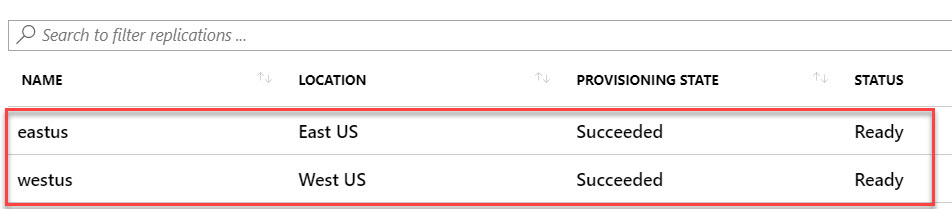 Search to filter replications ...
NAME LOCATION PROVISIONING STATE STATUS
eastus East US Succeeded Ready
westus West US Succeeded Ready